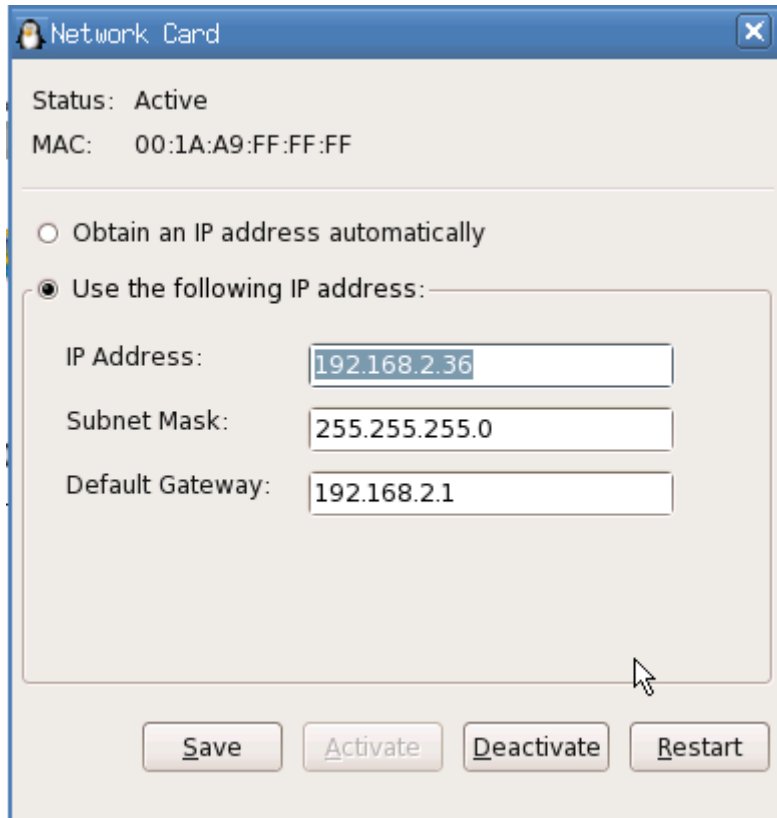 Network Card
Status: Active
MAC: 00:1A:A9:FF:FF:FF
Obtain an IP address automatically
Use the following IP address:
IP Address: 192.168.2.36
Subnet Mask: 255.255.255.0
Default Gateway: 192.168.2.1
Save Activate Deactivate Restart